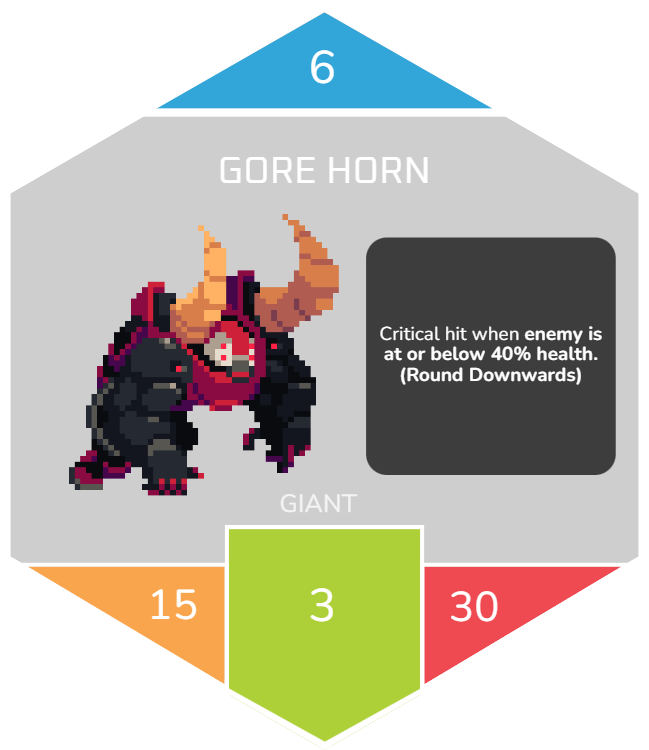 6
GORE HORN
Critical hit when enemy is
at or below 40% health.
(Round Downwards)
GIANT
15
3
30